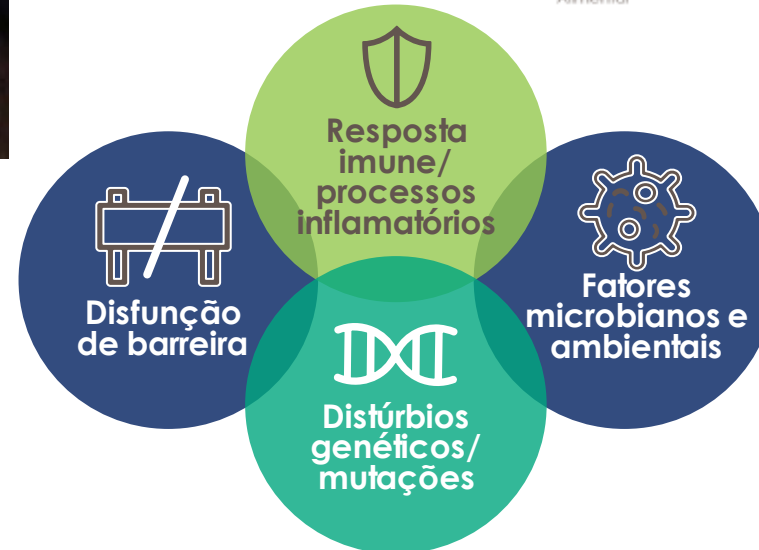 Resposta
imune/
processos
inflamatórios
Disfunção
de barreira
Fatores
microbianos e
ambientais
Distúrbios
genéticos/
mutações